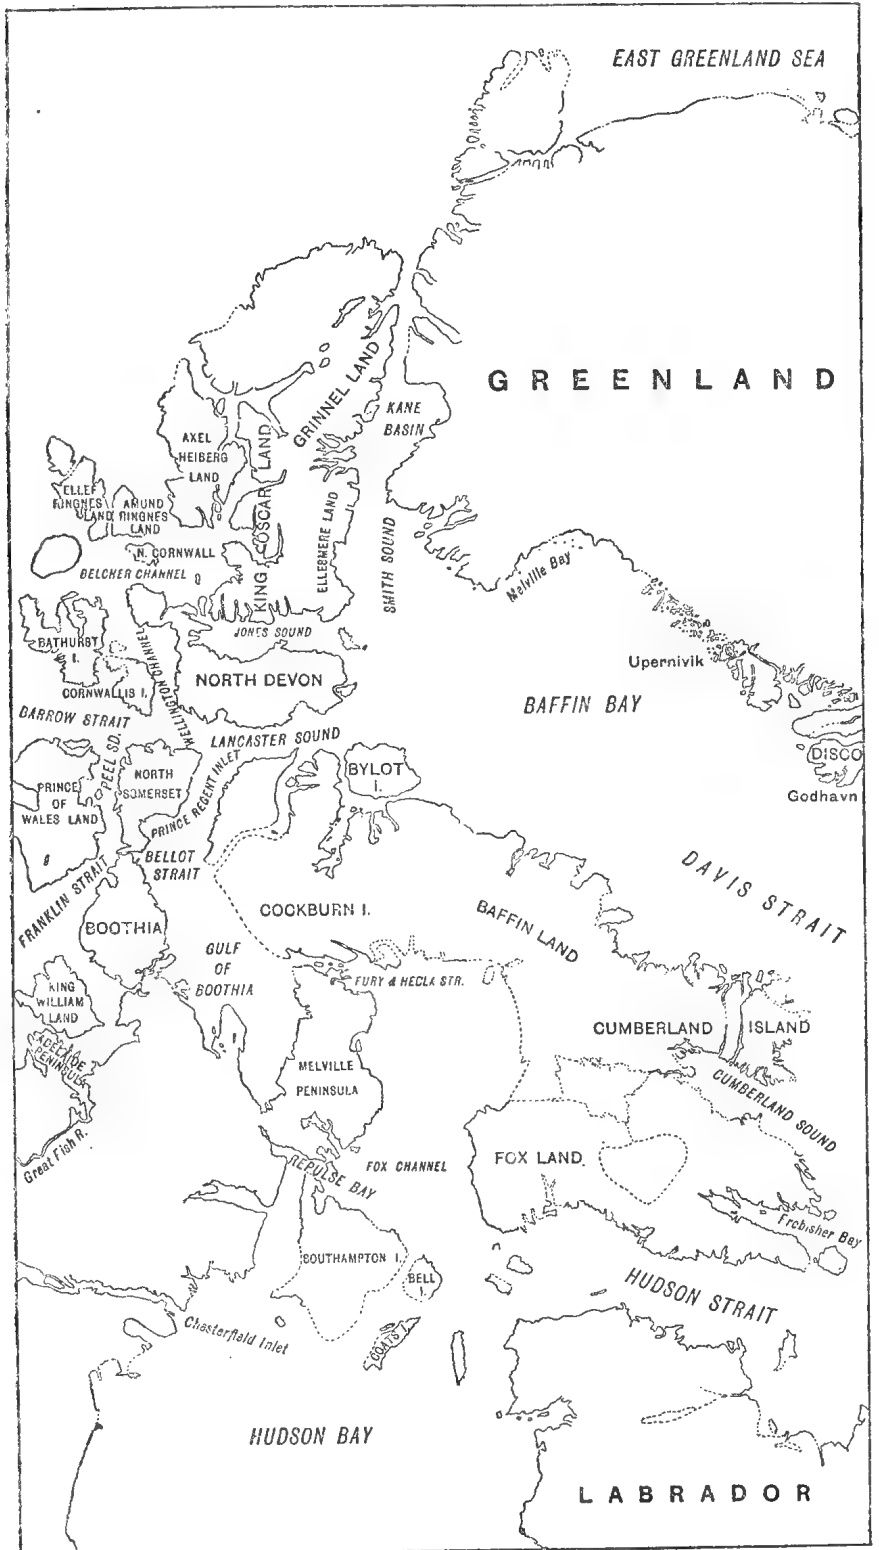 EAST GREENLAND SEA
GREENLAND
GRINNEL LAND
KANE
BASIN
AXEL
HEIBERG
LAND
KING OSCAR LAND
ELLESMERE LAND
SMITH SOUND
ELLEF
RINGNES
LAND
AMUND
RINGNES
LAND
N. CORNWALL
BELCHER CHANNEL
Melville Bay
JONES SOUND
BATHURST
I.
WELLINGTON CHANNEL
Upernivik
CORNWALLIS I.
NORTH DEVON
BAFFIN BAY
BARROW STRAIT
LANCASTER SOUND
PEEL SD.
DISCO
PRINCE
OF
WALES LAND
NORTH
SOMERSET
PRINCE REGENT INLET
BYLOT
I.
Godhavn
BELLOT
STRAIT
DAVIS STRAIT
FRANKLIN STRAIT
COCKBURN I.
BAFFIN LAND
BOOTHIA
GULF
OF
BOOTHIA
FURY & HECLA STR.
KING
WILLIAM
LAND
CUMBERLAND ISLAND
ADELAIDE
PENINSUL
MELVILLE
PENINSULA
CUMBERLAND SOUND
Great Fish R.
REPULSE BAY
FOX CHANNEL
FOX LAND.
Frobisher Bay
SOUTHAMPTON I.
BELL
I.
HUDSON STRAIT
Chesterfield Inlet
COATS I.
HUDSON BAY
LABRADOR